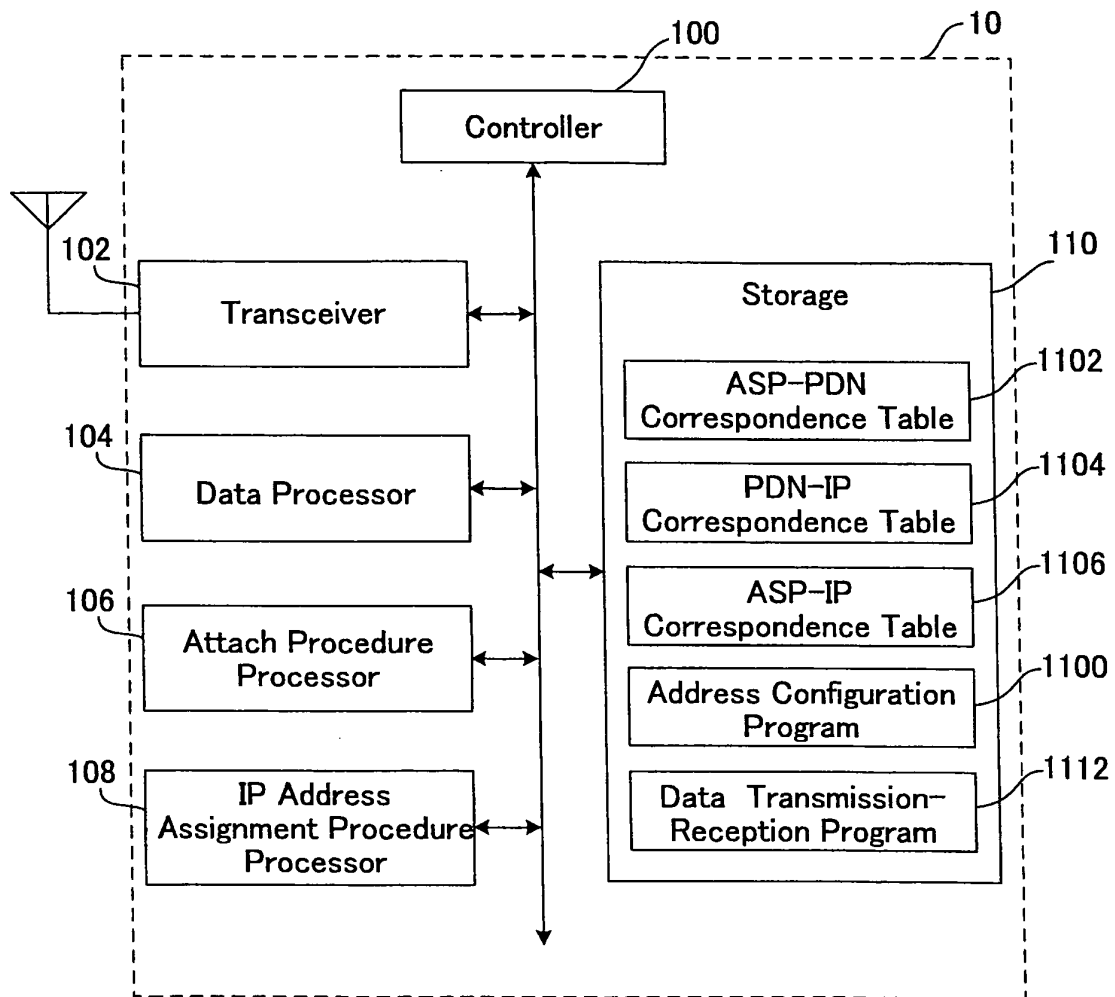 100
10
Controller
102
Transceiver
110
Storage
1102
ASP-PDN
Correspondence Table
104
Data Processor
1104
PDN-IP
Correspondence Table
1106
ASP-IP
Correspondence Table
106
Attach Procedure
Processor
1100
Address Configuration
Program
108
IP Address
Assignment Procedure
Processor
1112
Data Transmission-
Reception Program